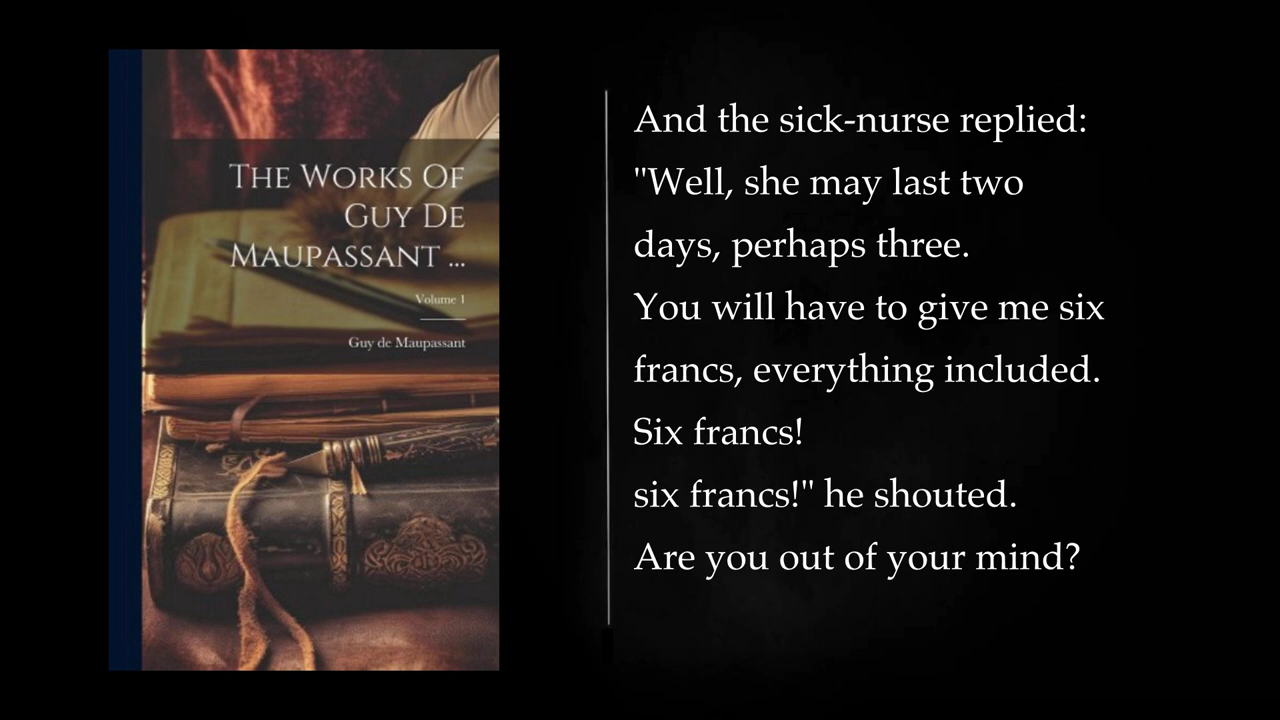 THE WORKS OF
GUY DE
MAUPASSANT ...
Volume 1
Guy de Maupassant
And the sick-nurse replied:
"Well, she may last two
days, perhaps three.
You will have to give me six
francs, everything included.
Six francs!
six francs!" he shouted.
Are you out of your mind?